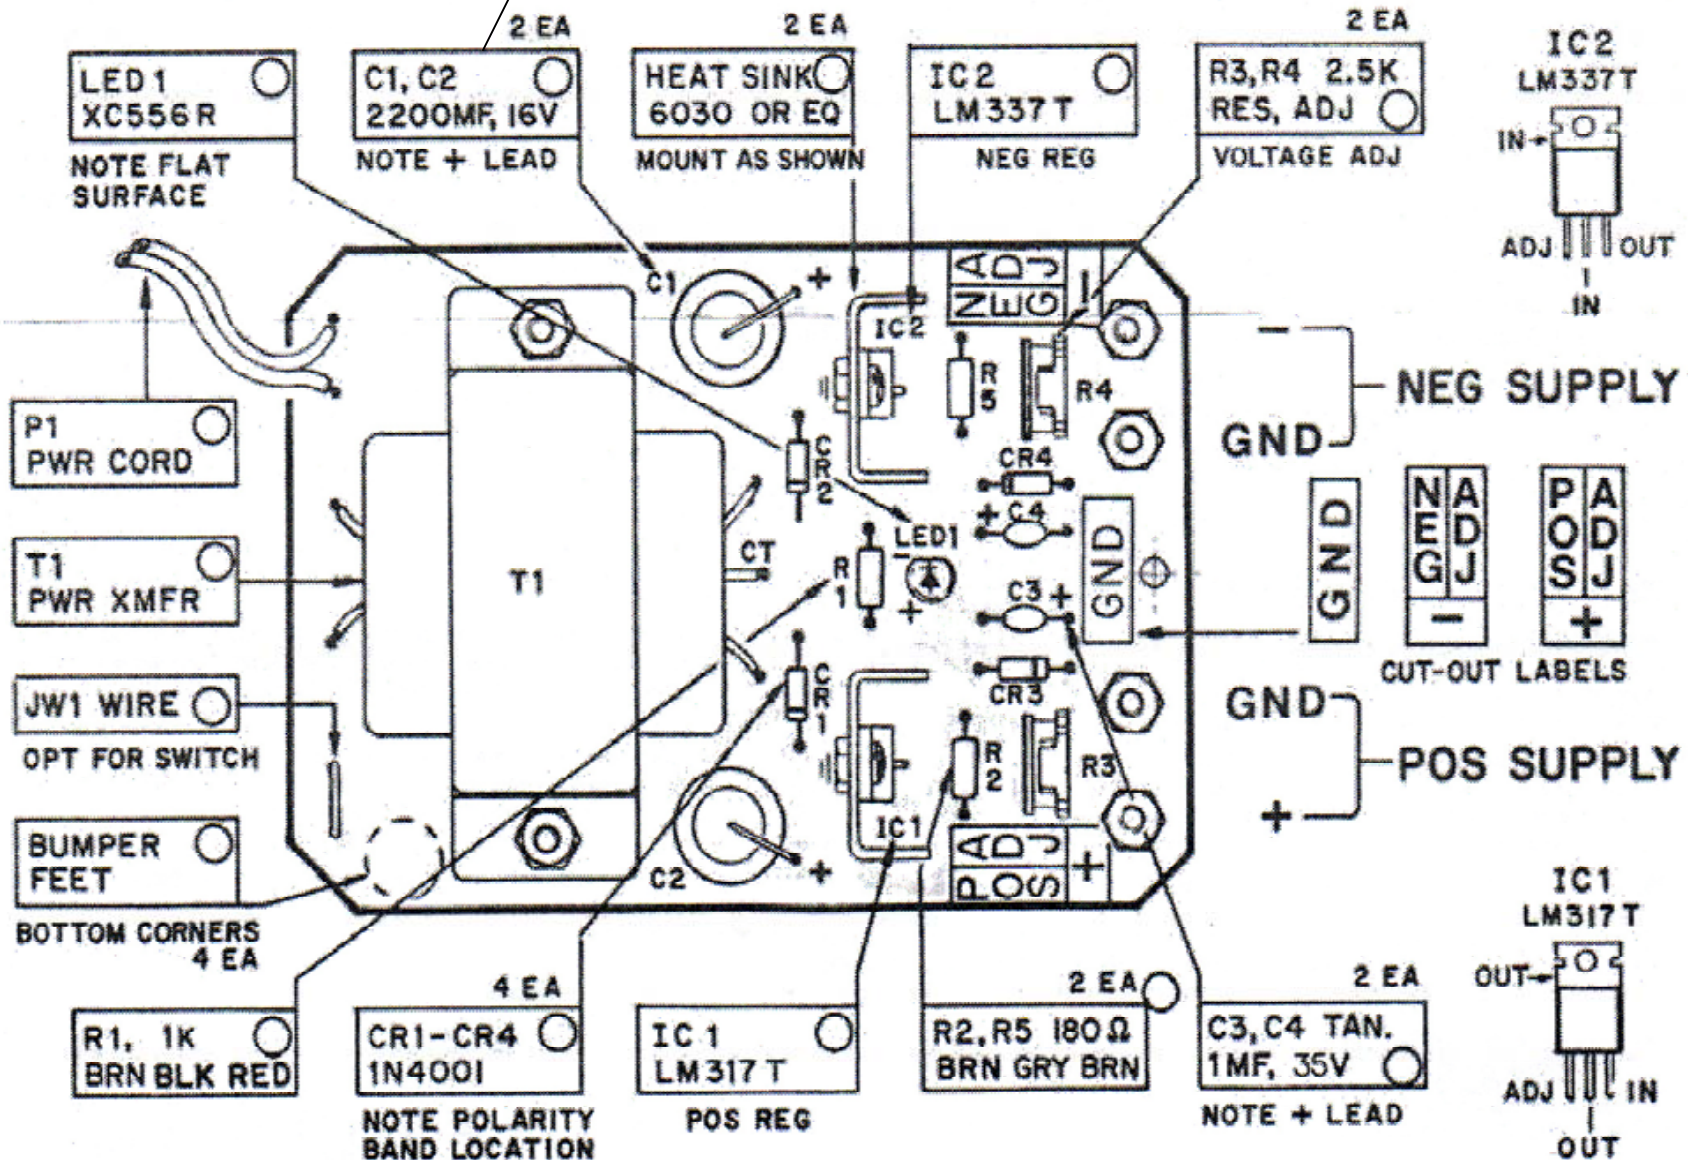 2 EA
2 EA
2 EA
LED 1
XC556R
NOTE FLAT
SURFACE
C1, C2
2200MF, 16V
NOTE + LEAD
HEAT SINK
6030 OR EQ
MOUNT AS SHOWN
IC2
LM337T
NEG REG
R3, R4 2.5K
RES, ADJ
VOLTAGE ADJ
IC2
LM337T
IN
ADJ
OUT
IN
P1
PWR CORD
T1
PWR XMFR
JW1 WIRE
OPT FOR SWITCH
BUMPER
FEET
BOTTOM CORNERS
4 EA
C1
+
IC2
ADJ
NEG
-
R5
R4
CR2
CR4
+
C4
LED1
-
+
T1
CT
R1
C3
+
GND
CR1
CR3
R2
R3
C2
+
IC1
ADJ
POS
+
-
NEG SUPPLY
GND
GND
NEG ADJ
-
POS ADJ
+
CUT-OUT LABELS
GND
POS SUPPLY
+
R1, 1K
BRN BLK RED
4 EA
CR1-CR4
1N4001
NOTE POLARITY
BAND LOCATION
IC 1
LM317T
POS REG
2 EA
R2, R5 180Ω
BRN GRY BRN
2 EA
C3, C4 TAN.
1MF, 35V
NOTE + LEAD
IC1
LM317T
OUT
ADJ
IN
OUT